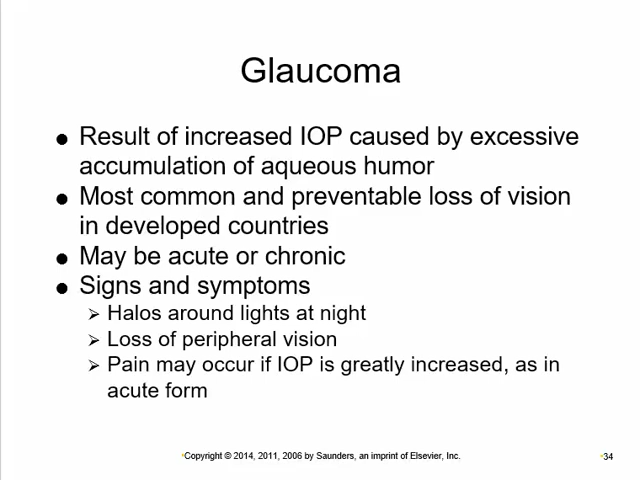 Glaucoma
● Result of increased IOP caused by excessive
accumulation of aqueous humor
● Most common and preventable loss of vision
in developed countries
● May be acute or chronic
● Signs and symptoms
➢ Halos around lights at night
➢ Loss of peripheral vision
➢ Pain may occur if IOP is greatly increased, as in
acute form
•Copyright © 2014, 2011, 2006 by Saunders, an imprint of Elsevier, Inc.
•34